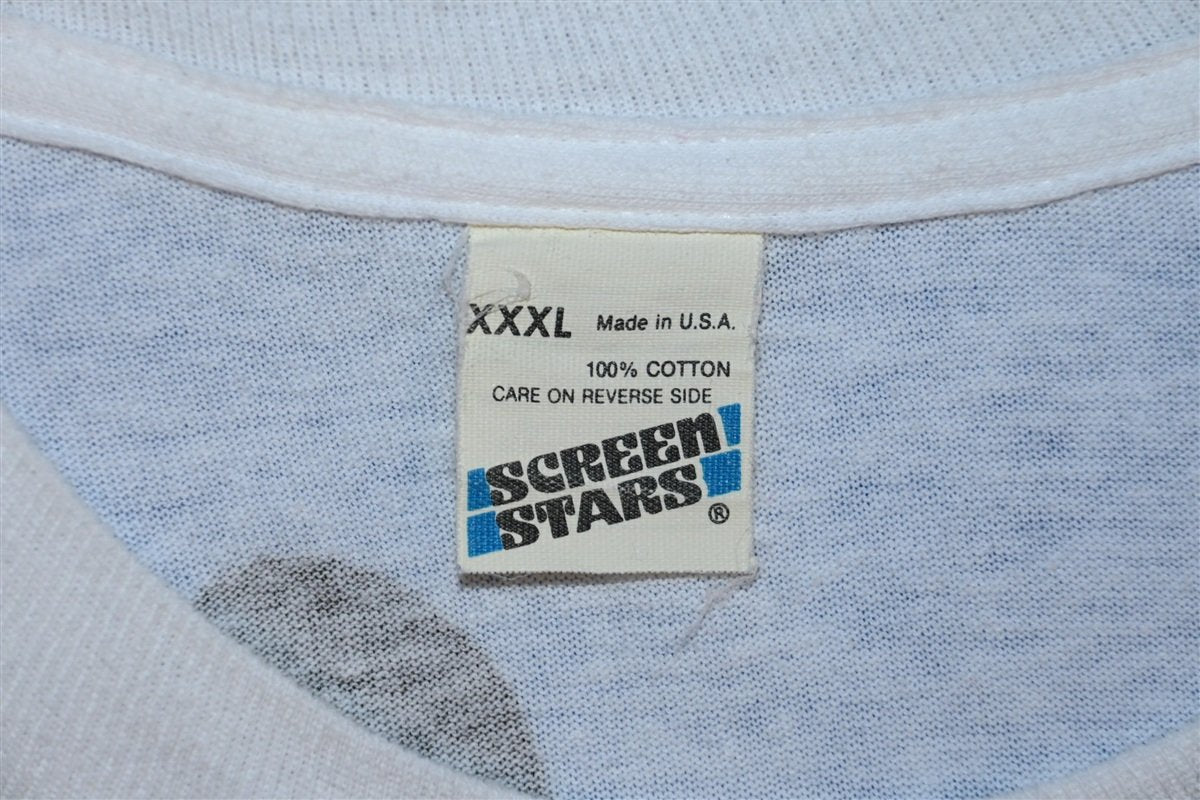 XXXL Made in U.S.A.
100% COTTON
CARE ON REVERSE SIDE
SCREEN
STARS ®